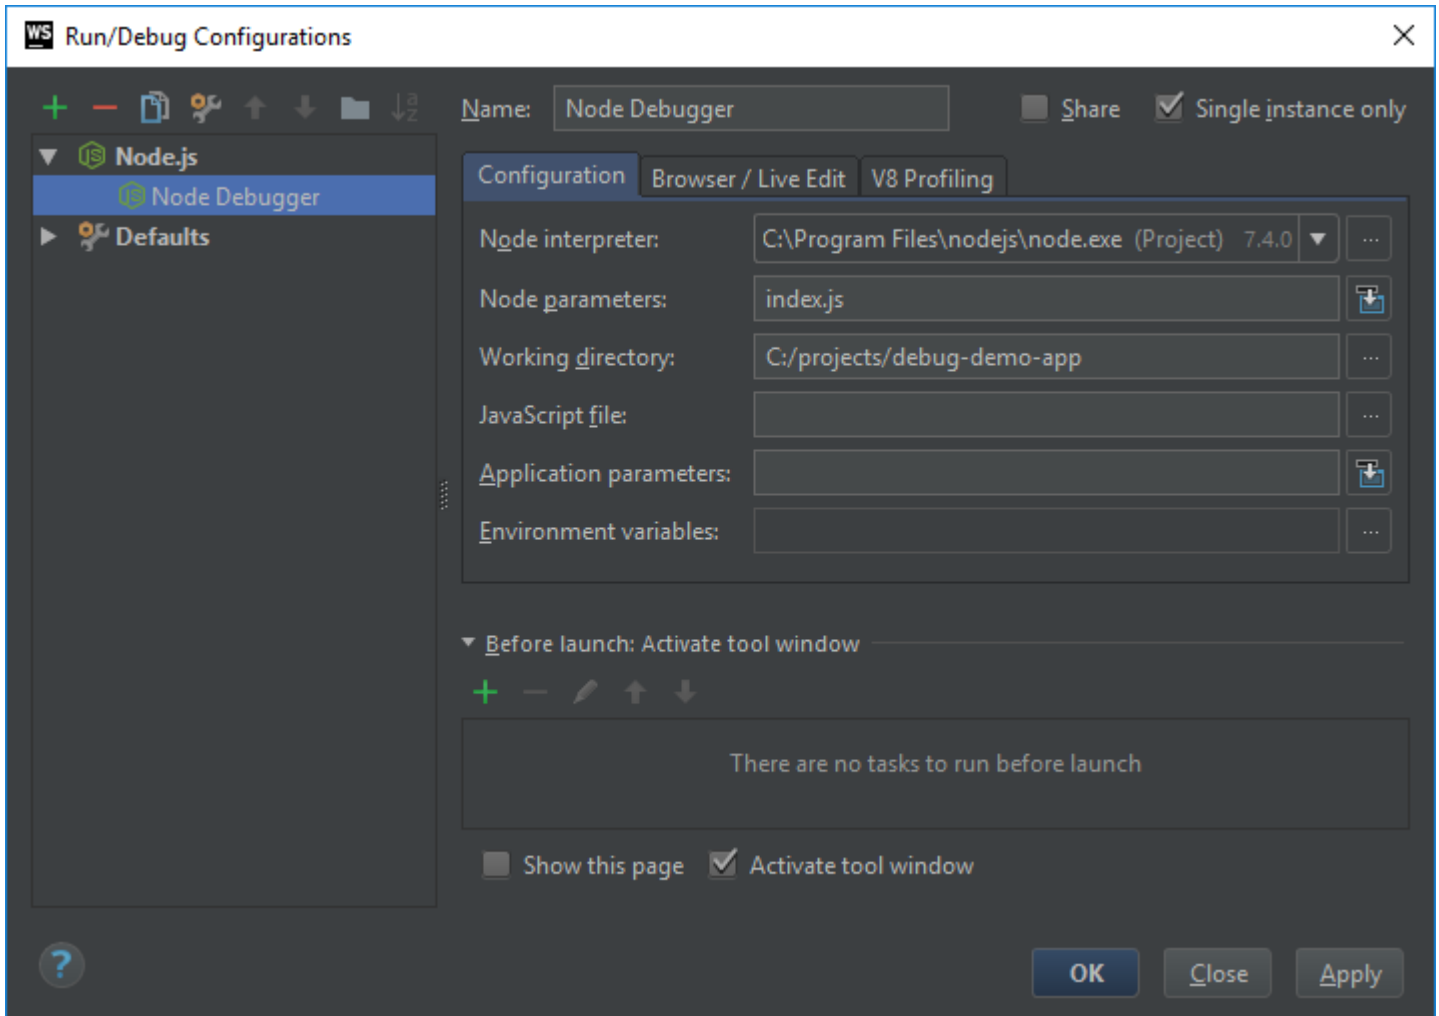 WS Run/Debug Configurations
Name: Node Debugger Share Single instance only
Node.js
Node Debugger
Defaults
Configuration Browser / Live Edit V8 Profiling
Node interpreter: C:\Program Files\nodejs\node.exe (Project) 7.4.0 ...
Node parameters: index.js
Working directory: C:/projects/debug-demo-app ...
JavaScript file: ...
Application parameters:
Environment variables: ...
Before launch: Activate tool window
There are no tasks to run before launch
Show this page Activate tool window
? OK Close Apply